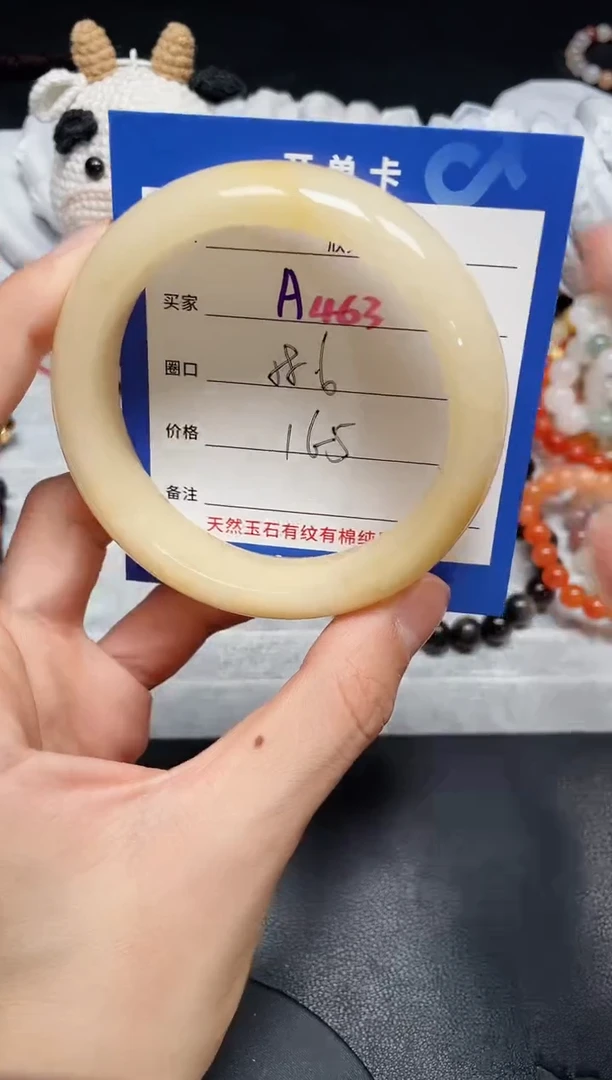 开单卡
买家 A463
圈口
价格 165
备注
天然玉石有纹有棉纯